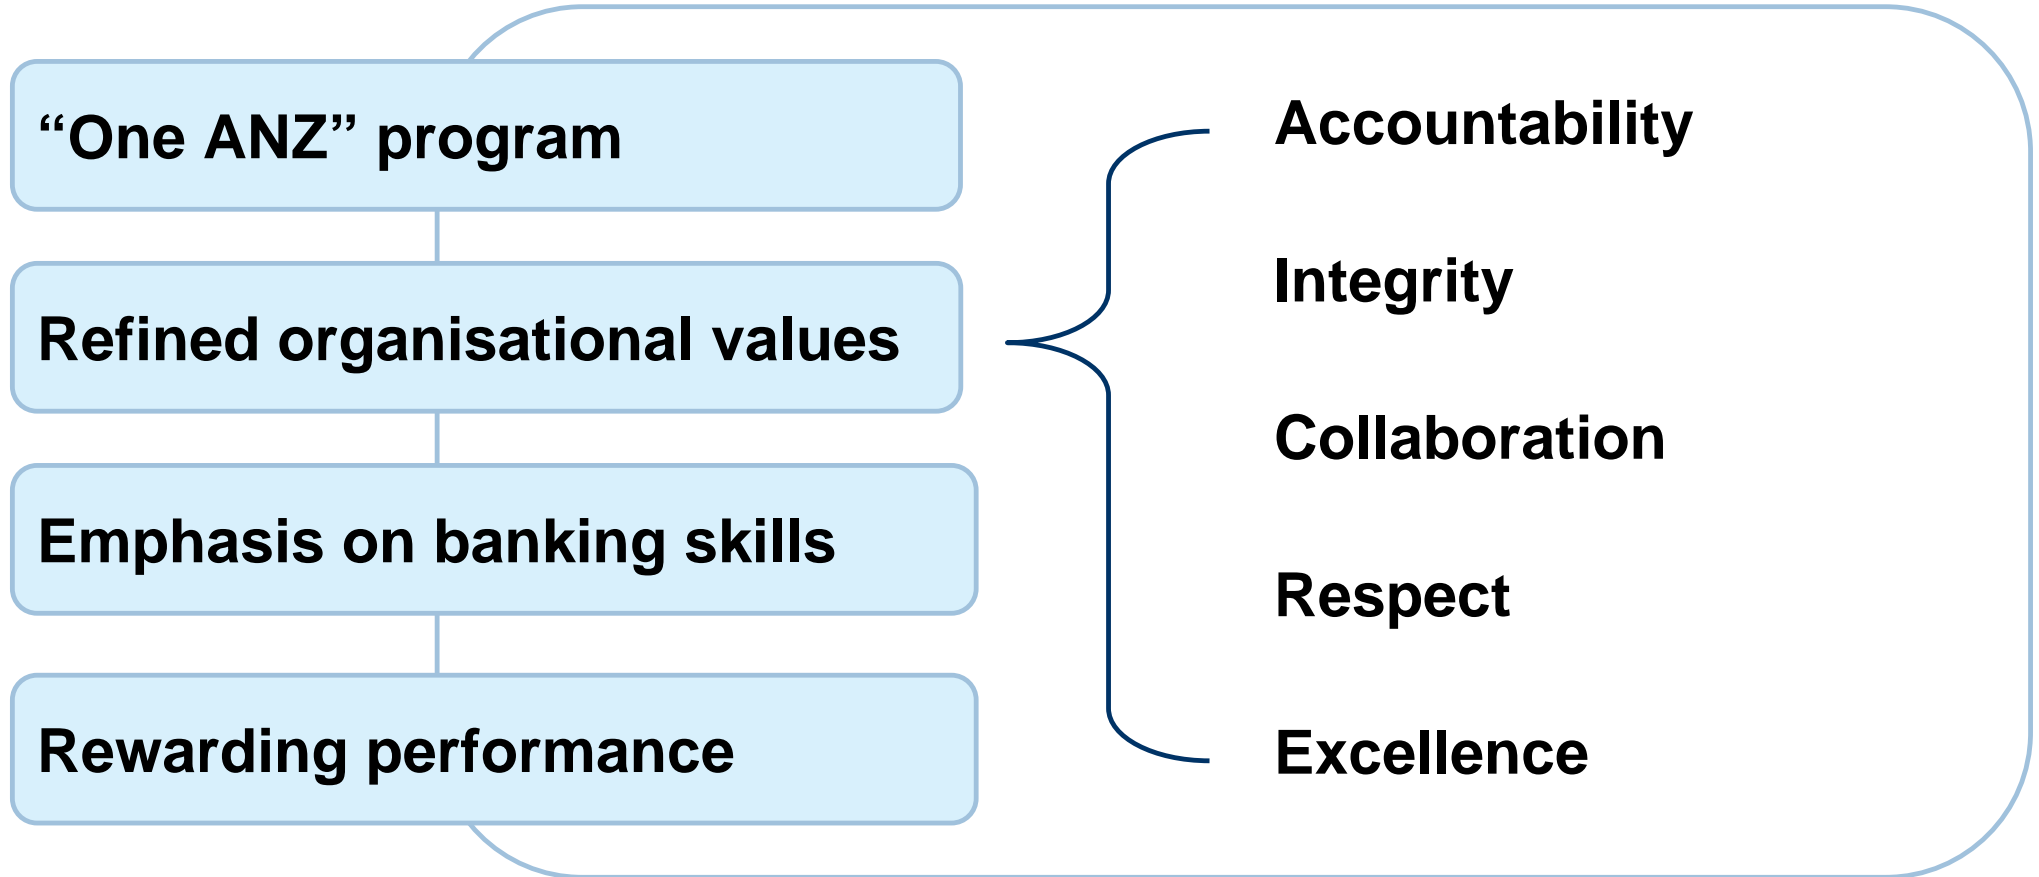 “One ANZ” program
Refined organisational values
Emphasis on banking skills
Rewarding performance
Accountability
Integrity
Collaboration
Respect
Excellence